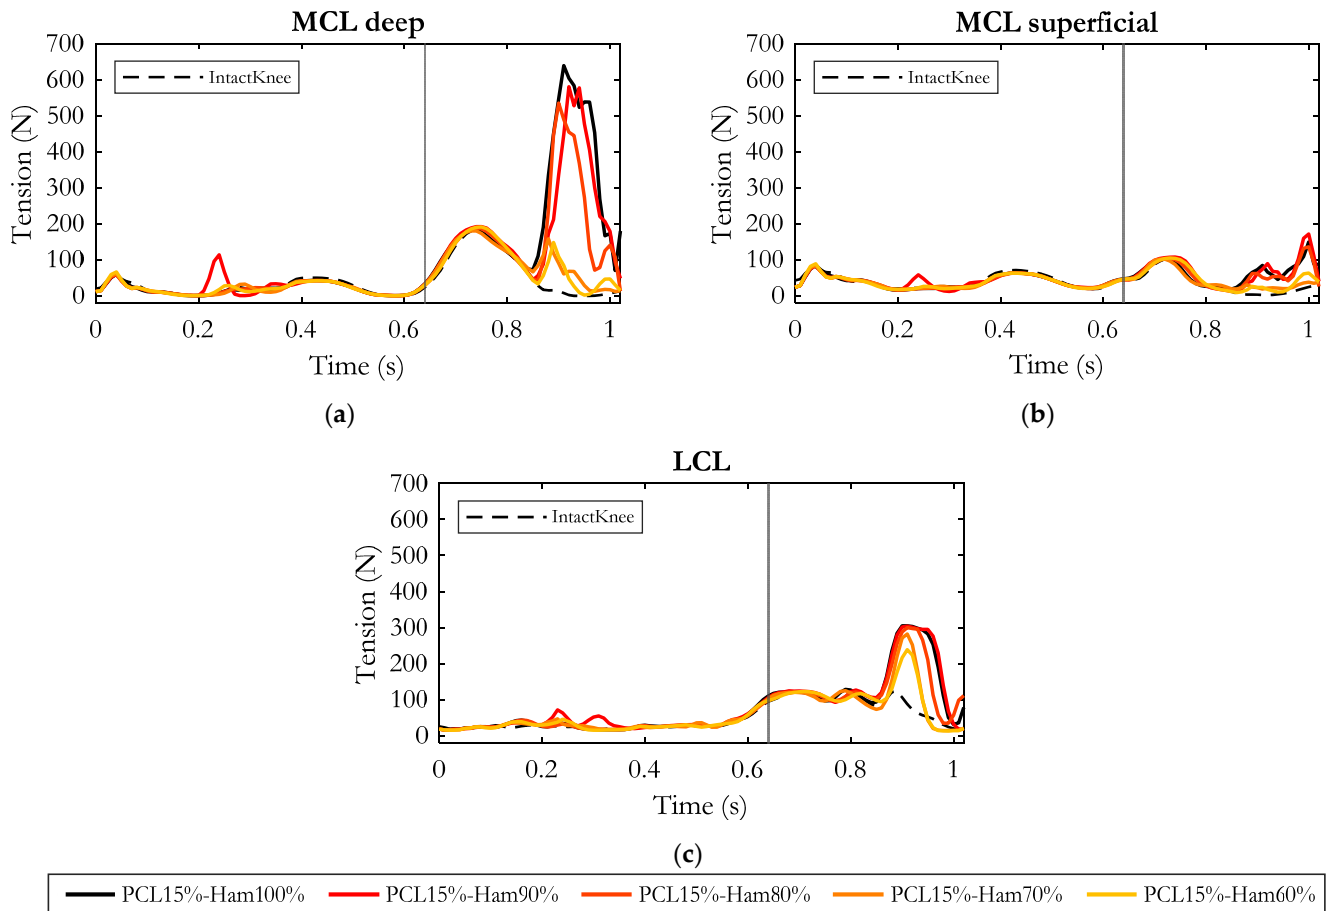 MCL deep
700
600
500
400
300
200
100
0
Tension (N)
IntactKnee
0 0.2 0.4 0.6 0.8 1
Time (s)
(a)
MCL superficial
700
600
500
400
300
200
100
0
Tension (N)
IntactKnee
0 0.2 0.4 0.6 0.8 1
Time (s)
(b)
LCL
700
600
500
400
300
200
100
0
Tension (N)
IntactKnee
0 0.2 0.4 0.6 0.8 1
Time (s)
(c)
PCL15%-Ham100% PCL15%-Ham90% PCL15%-Ham80% PCL15%-Ham70% PCL15%-Ham60%